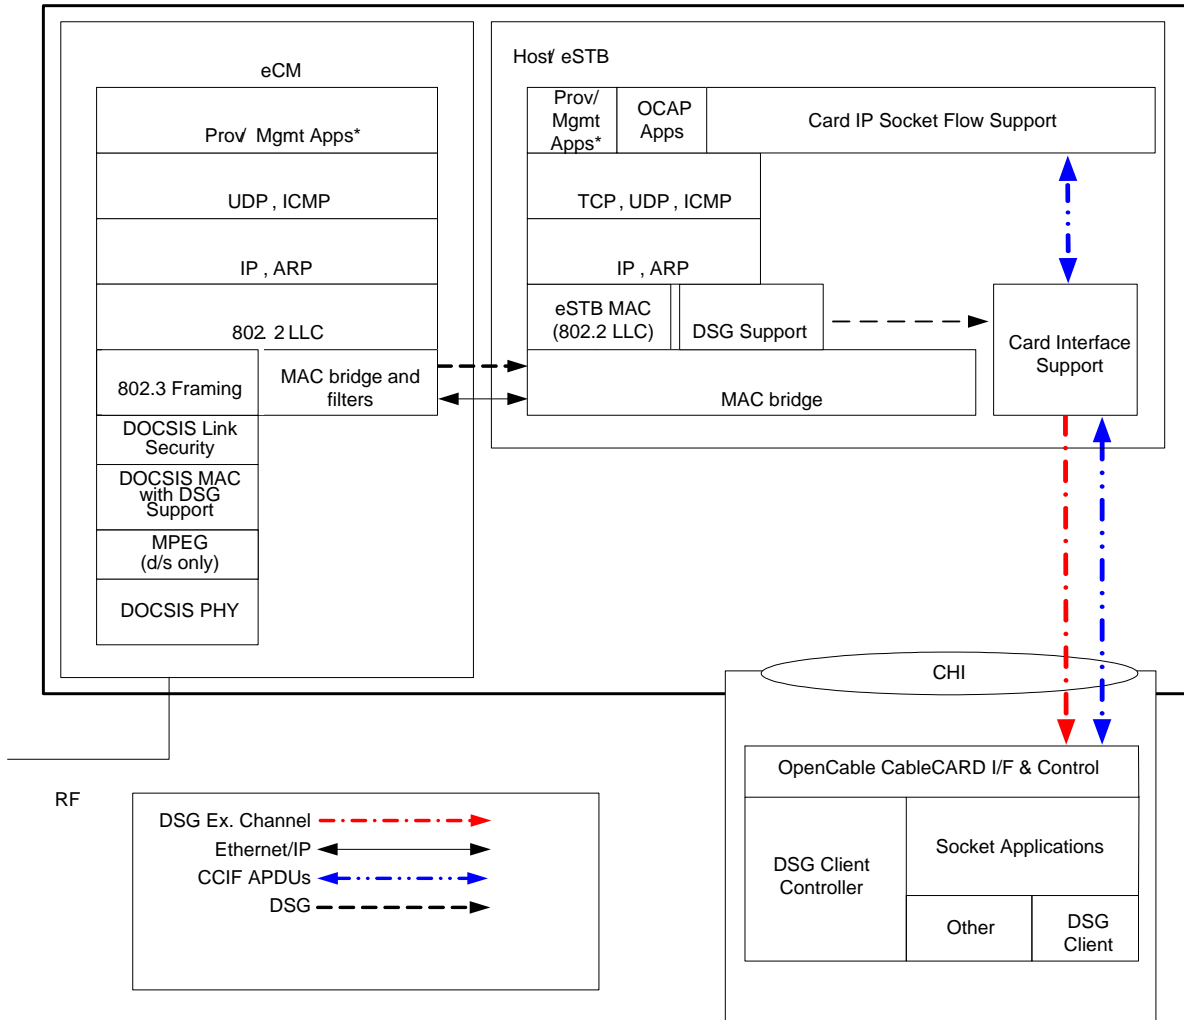 eCM
Prov/ Mgmt Apps*
UDP , ICMP
IP , ARP
802. 2 LLC
802.3 Framing
MAC bridge and
filters
DOCSIS Link
Security
DOCSIS MAC
with DSG
Support
MPEG
(d/s only)
DOCSIS PHY
Host/ eSTB
Prov/
Mgmt
Apps*
OCAP
Apps
Card IP Socket Flow Support
TCP , UDP , ICMP
IP , ARP
eSTB MAC
(802.2 LLC)
DSG Support
MAC bridge
Card Interface
Support
CHI
OpenCable CableCARD I/F & Control
DSG Client
Controller
Socket Applications
Other
DSG
Client
RF
DSG Ex. Channel
Ethernet/IP
CCIF APDUs
DSG